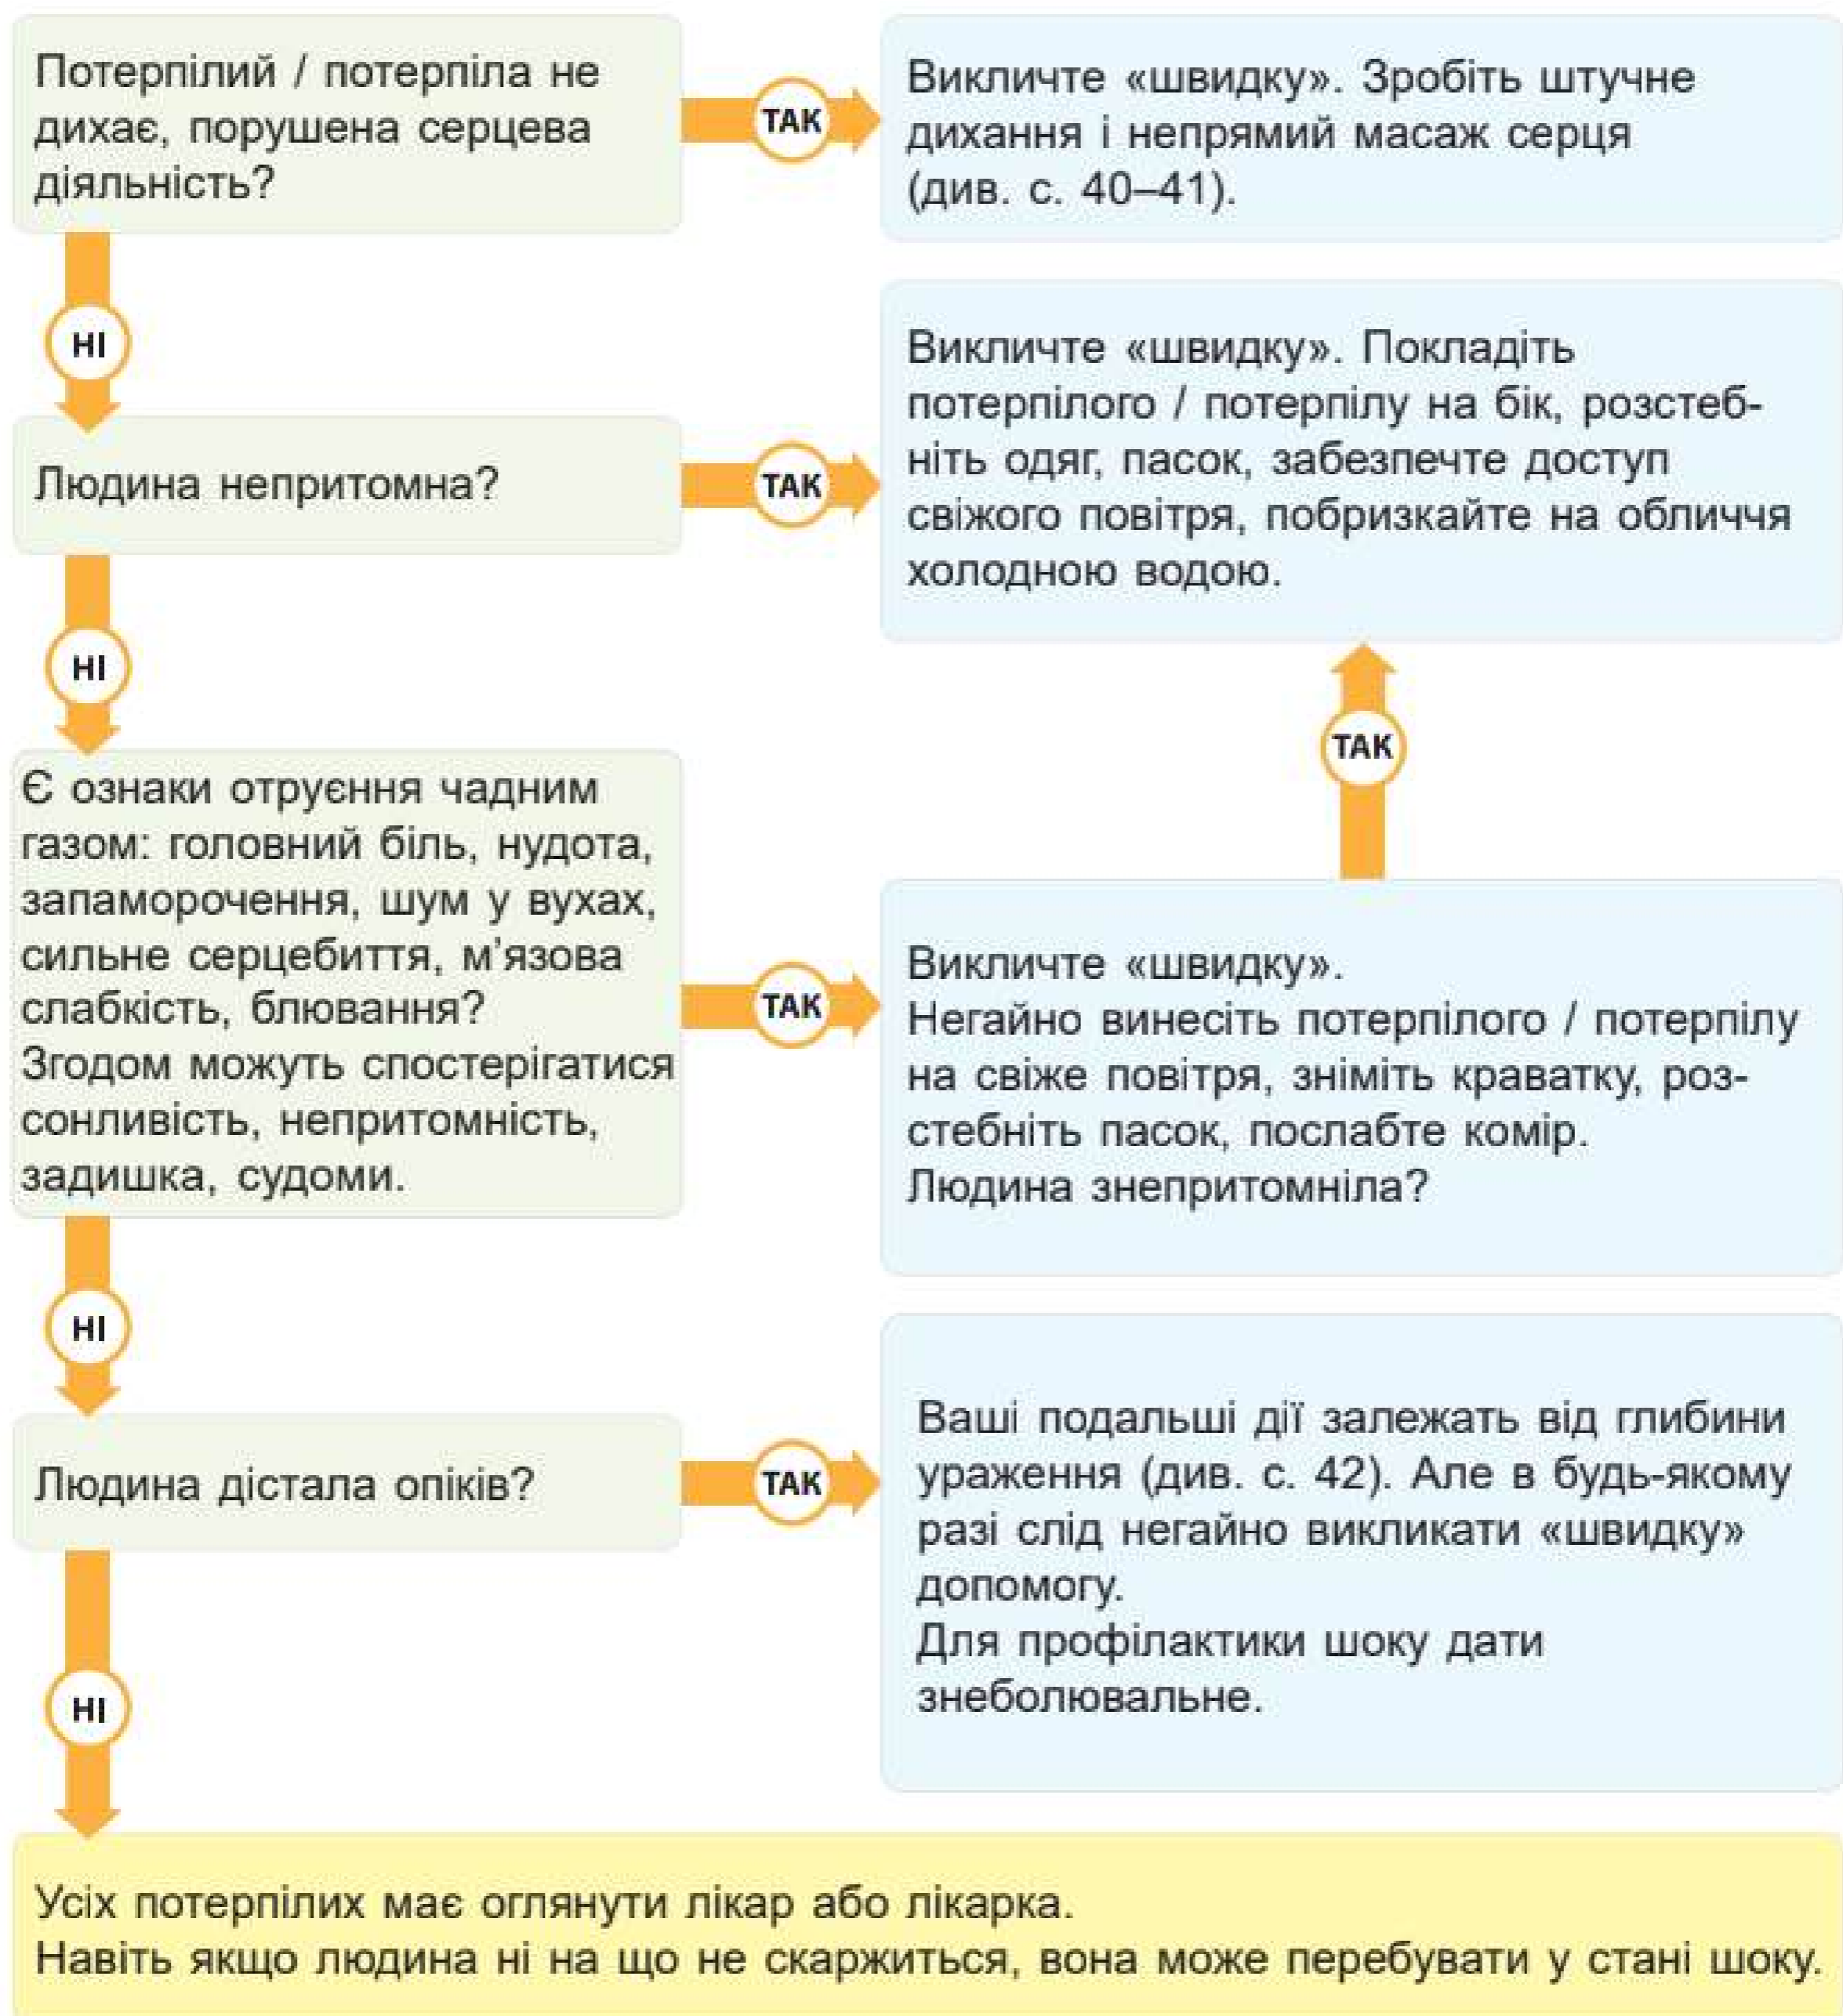 Потерпілий / потерпіла не
дихає, порушена серцева
діяльність?
ТАК
Викличте «швидку». Зробіть штучне
дихання і непрямий масаж серця
(див. с. 40–41).
НІ
Людина непритомна?
ТАК
Викличте «швидку». Покладіть
потерпілого / потерпілу на бік, розстеб-
ніть одяг, пасок, забезпечте доступ
свіжого повітря, побризкайте на обличчя
холодною водою.
НІ
Є ознаки отруєння чадним
газом: головний біль, нудота,
запаморочення, шум у вухах,
сильне серцебиття, м’язова
слабкість, блювання?
Згодом можуть спостерігатися
сонливість, непритомність,
задишка, судоми.
ТАК
Викличте «швидку».
Негайно винесіть потерпілого / потерпілу
на свіже повітря, зніміть краватку, роз-
стебніть пасок, послабте комір.
Людина знепритомніла?
ТАК
НІ
Людина дістала опіків?
ТАК
Ваші подальші дії залежать від глибини
ураження (див. с. 42). Але в будь-якому
разі слід негайно викликати «швидку»
допомогу.
Для профілактики шоку дати
знеболювальне.
НІ
Усіх потерпілих має оглянути лікар або лікарка.
Навіть якщо людина ні на що не скаржиться, вона може перебувати у стані шоку.